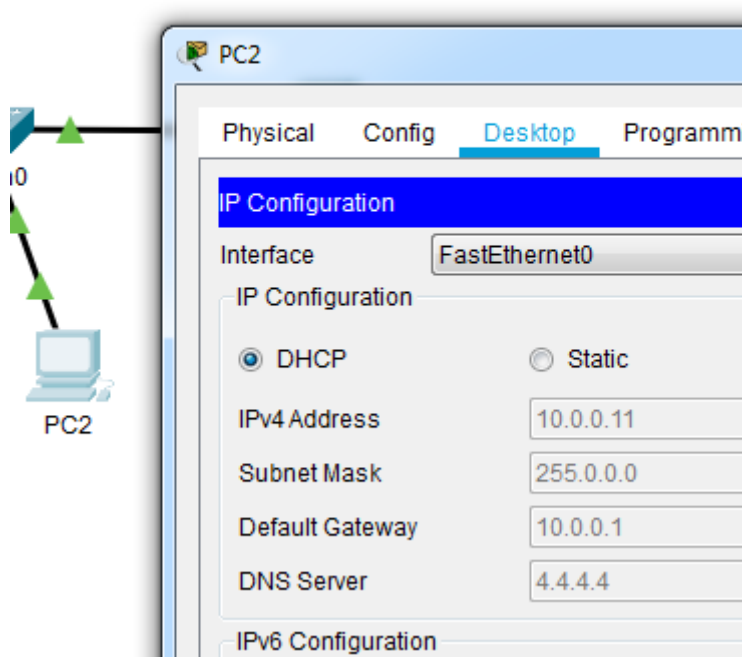 PC2
Physical Config Desktop Programm
0
IP Configuration
Interface FastEthernet0
IP Configuration
DHCP Static
PC2
IPv4 Address 10.0.0.11
Subnet Mask 255.0.0.0
Default Gateway 10.0.0.1
DNS Server 4.4.4.4
IPv6 Configuration